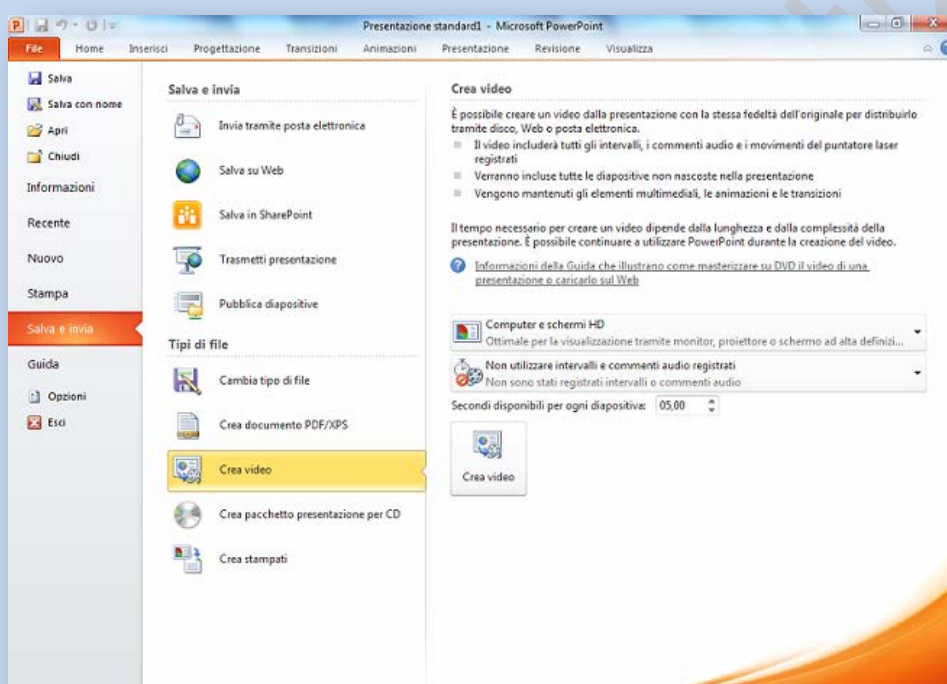 Presentazione standard1 - Microsoft PowerPoint
File Home Inserisci Progettazione Transizioni Animazioni Presentazione Revisione Visualizza
Salva
Salva con nome
Apri
Chiudi
Informazioni
Recente
Nuovo
Stampa
Salva e invia
Guida
Opzioni
Esci
Salva e invia
Invia tramite posta elettronica
Salva su Web
Salva in SharePoint
Trasmetti presentazione
Pubblica diapositive
Tipi di file
Cambia tipo di file
Crea documento PDF/XPS
Crea video
Crea pacchetto presentazione per CD
Crea stampati
Crea video
È possibile creare un video dalla presentazione con la stessa fedeltà dell'originale per distribuirlo
tramite disco, Web o posta elettronica.
Il video includerà tutti gli intervalli, i commenti audio e i movimenti del puntatore laser
registrati
Verranno incluse tutte le diapositive non nascoste nella presentazione
Vengono mantenuti gli elementi multimediali, le animazioni e le transizioni
Il tempo necessario per creare un video dipende dalla lunghezza e dalla complessità della
presentazione. È possibile continuare a utilizzare PowerPoint durante la creazione del video.
Informazioni della Guida che illustrano come masterizzare su DVD il video di una
presentazione o caricarlo sul Web
Computer e schermi HD
Ottimale per la visualizzazione tramite monitor, proiettore o schermo ad alta definizi...
Non utilizzare intervalli e commenti audio registrati
Non sono stati registrati intervalli o commenti audio
Secondi disponibili per ogni diapositiva: 05,00
Crea video